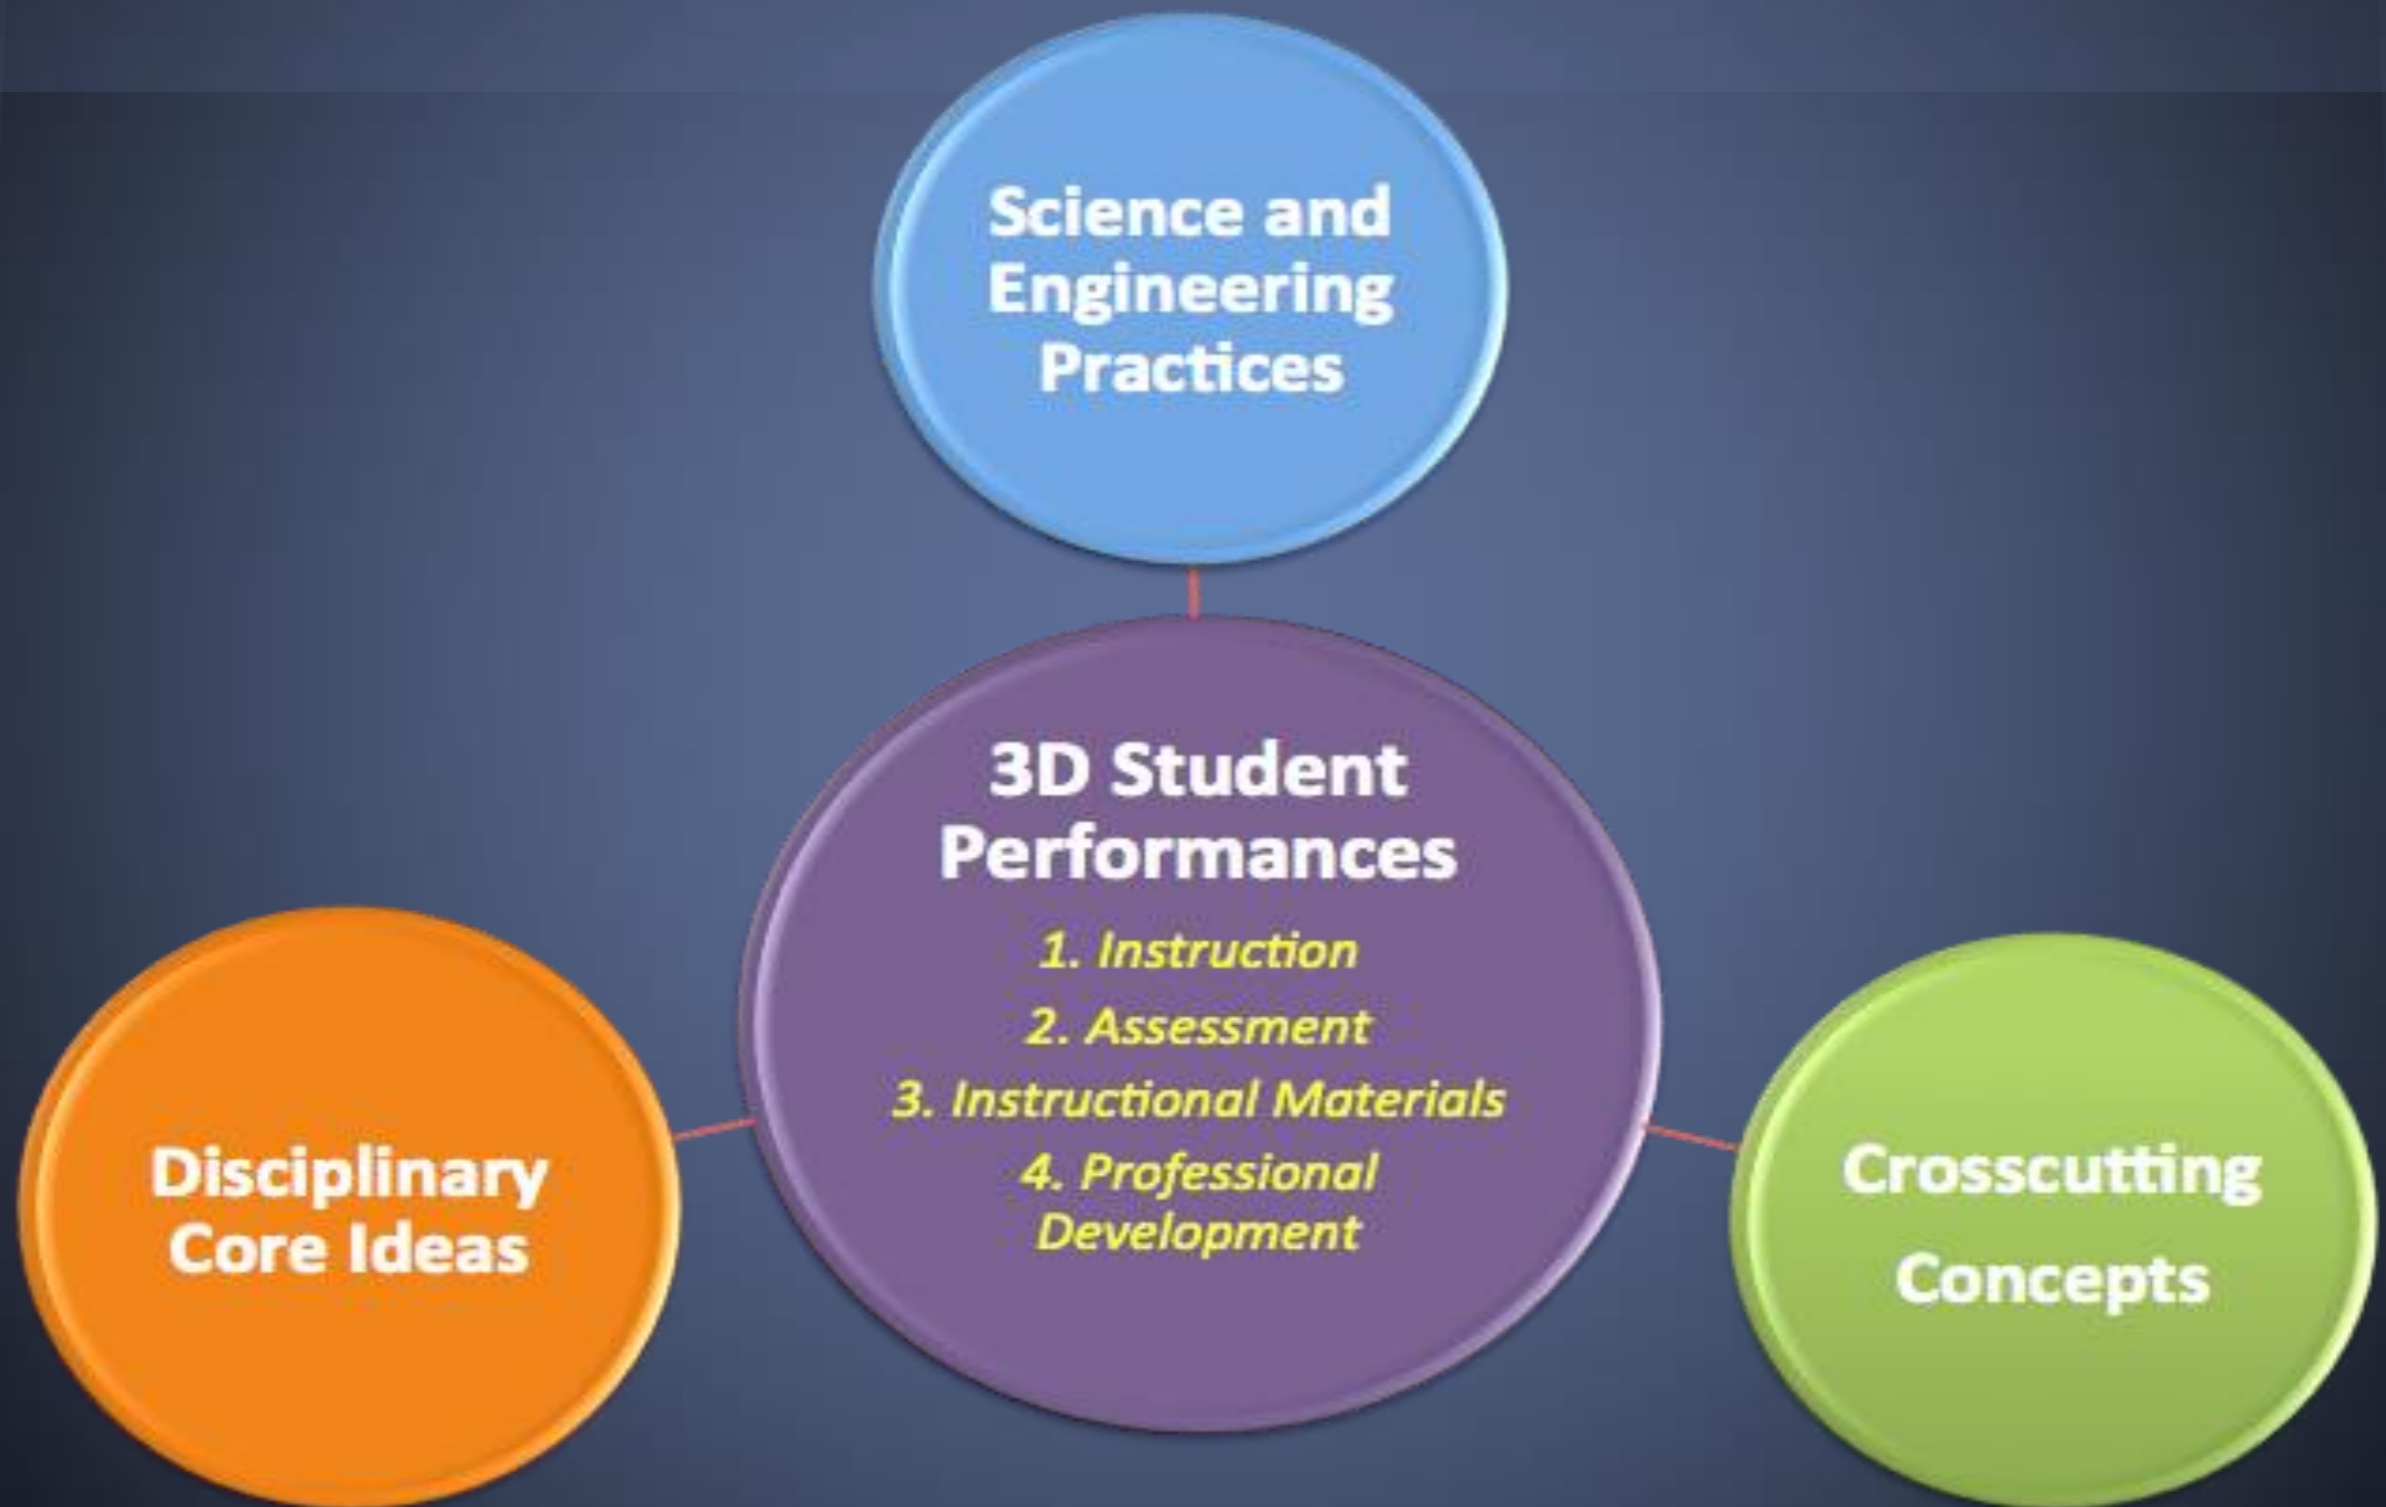 Science and
Engineering
Practices
3D Student
Performances
1. Instruction
2. Assessment
3. Instructional Materials
4. Professional
Development
Disciplinary
Core Ideas
Crosscutting
Concepts